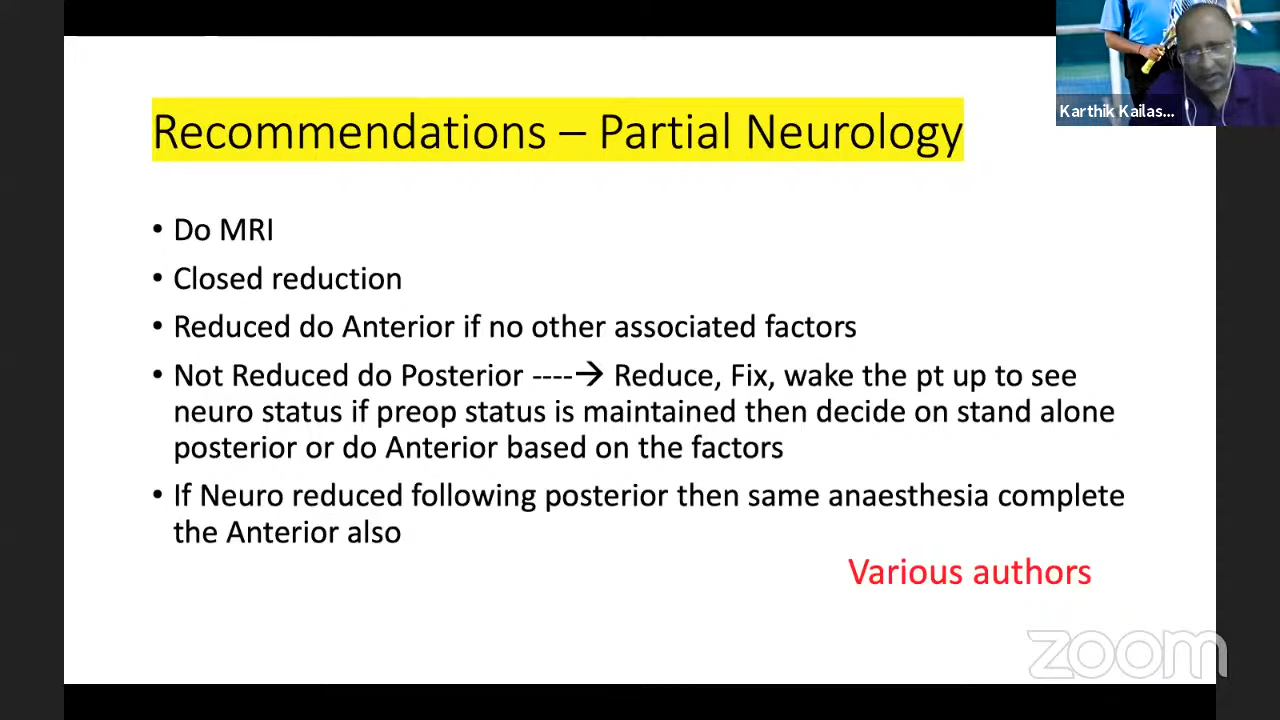 Karthik Kailas...
Recommendations – Partial Neurology
• Do MRI
• Closed reduction
• Reduced do Anterior if no other associated factors
• Not Reduced do Posterior ----→ Reduce, Fix, wake the pt up to see
neuro status if preop status is maintained then decide on stand alone
posterior or do Anterior based on the factors
• If Neuro reduced following posterior then same anaesthesia complete
the Anterior also
Various authors
zoom